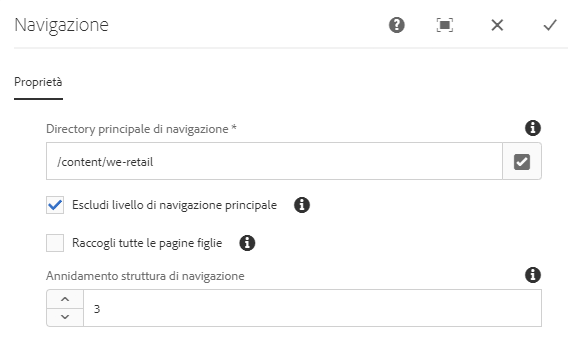 Navigazione
Proprietà
Directory principale di navigazione *
/content/we-retail
Escludi livello di navigazione principale
Raccogli tutte le pagine figlie
Annidamento struttura di navigazione
3